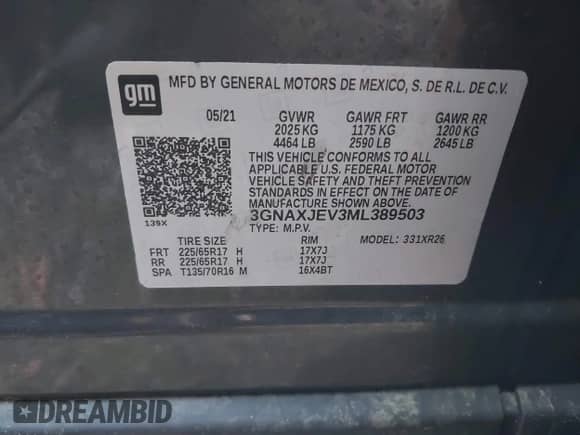 gm
MFD BY GENERAL MOTORS DE MEXICO, S. DE R.L. DE C.V.
05/21 GVWR GAWR FRT GAWR RR
2025 KG 1175 KG 1200 KG
4464 LB 2590 LB 2645 LB
THIS VEHICLE CONFORMS TO ALL
APPLICABLE U.S. FEDERAL MOTOR
VEHICLE SAFETY AND THEFT PREVENTION
STANDARDS IN EFFECT ON THE DATE OF
MANUFACTURE SHOWN ABOVE.
139X 3GNAXJEV3ML389503
TYPE: M.P.V.
TIRE SIZE RIM MODEL: 331XR26
FRT 225/65R17 H 17X7J
RR 225/65R17 H 17X7J
SPA T135/70R16 M 16X4BT
DREAMBID